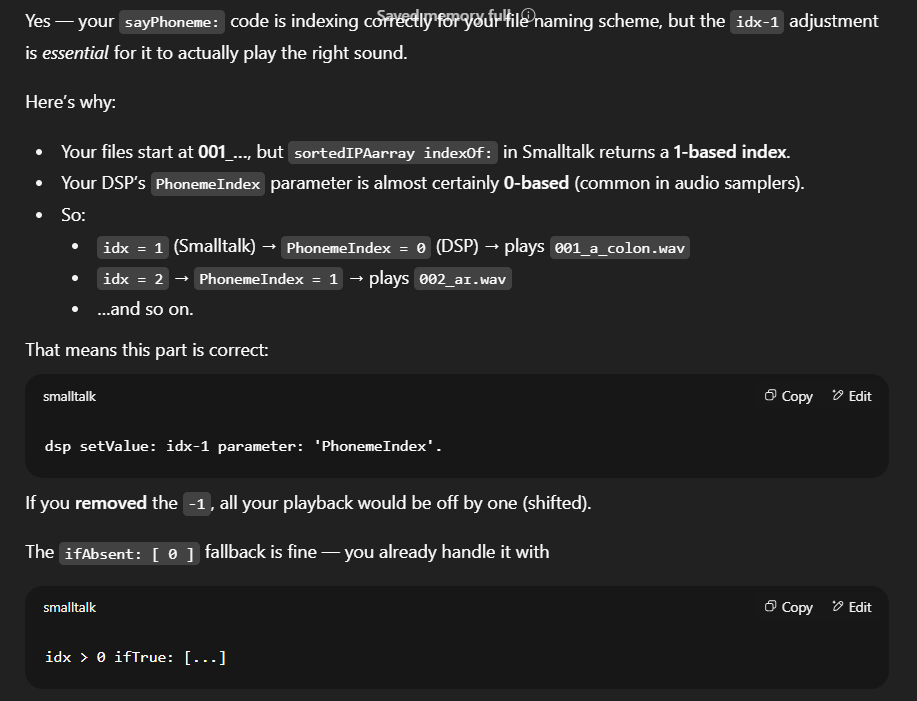 Saved memory full
Yes — your sayPhoneme: code is indexing correctly for your file naming scheme, but the idx-1 adjustment
is essential for it to actually play the right sound.
Here's why:
• Your files start at 001_..., but sortedIPAarray indexOf: in Smalltalk returns a 1-based index.
• Your DSP's PhonemeIndex parameter is almost certainly 0-based (common in audio samplers).
• So:
• idx = 1 (Smalltalk) → PhonemeIndex = 0 (DSP) → plays 001_a_colon.wav
• idx = 2 → PhonemeIndex = 1 → plays 002_aɪ.wav
• ...and so on.
That means this part is correct:
smalltalk
Copy
Edit
dsp setValue: idx-1 parameter: 'PhonemeIndex'.
If you removed the -1, all your playback would be off by one (shifted).
The ifAbsent: [ 0 ] fallback is fine — you already handle it with
smalltalk
Copy
Edit
idx > 0 ifTrue: [...]